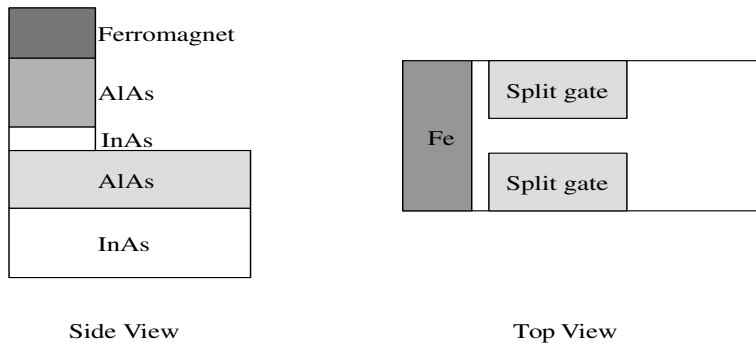 Ferromagnet
AlAs
InAs
AlAs
InAs
Side View
Split gate
Fe
Split gate
Top View